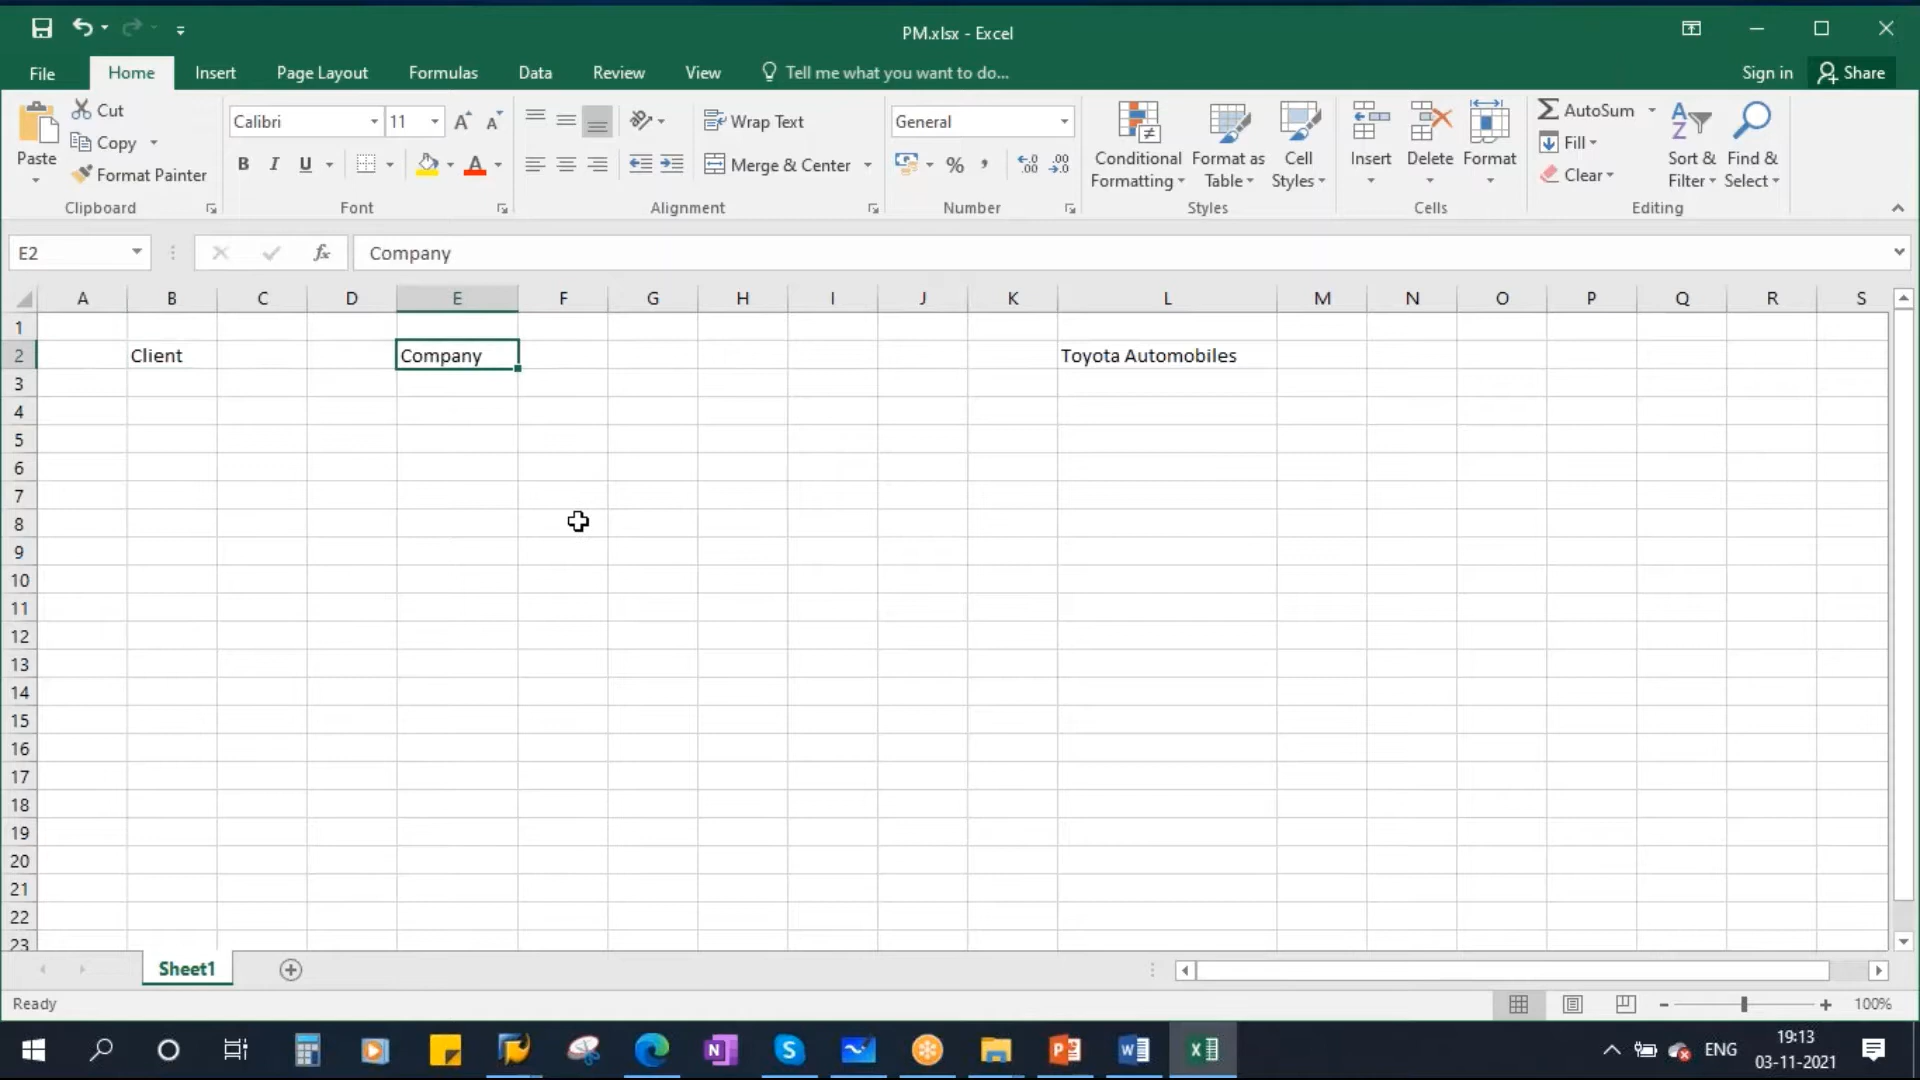 PM.xlsx - Excel
File Home Insert Page Layout Formulas Data Review View Tell me what you want to do... Sign in Share
Cut
Copy
Format Painter
Paste
Clipboard
Calibri 11
B I U
Font
Wrap Text
Merge & Center
Alignment
General
%
Number
Conditional Formatting
Format as Table
Cell Styles
Styles
Insert
Delete
Format
Cells
AutoSum
Fill
Clear
Sort & Filter
Find & Select
Editing
E2 fx Company
A B C D E F G H I J K L M N O P Q R S
1
2 Client Company Toyota Automobiles
3
4
5
6
7
8
9
10
11
12
13
14
15
16
17
18
19
20
21
22
23
Sheet1
Ready 100%
ENG
19:13
03-11-2021